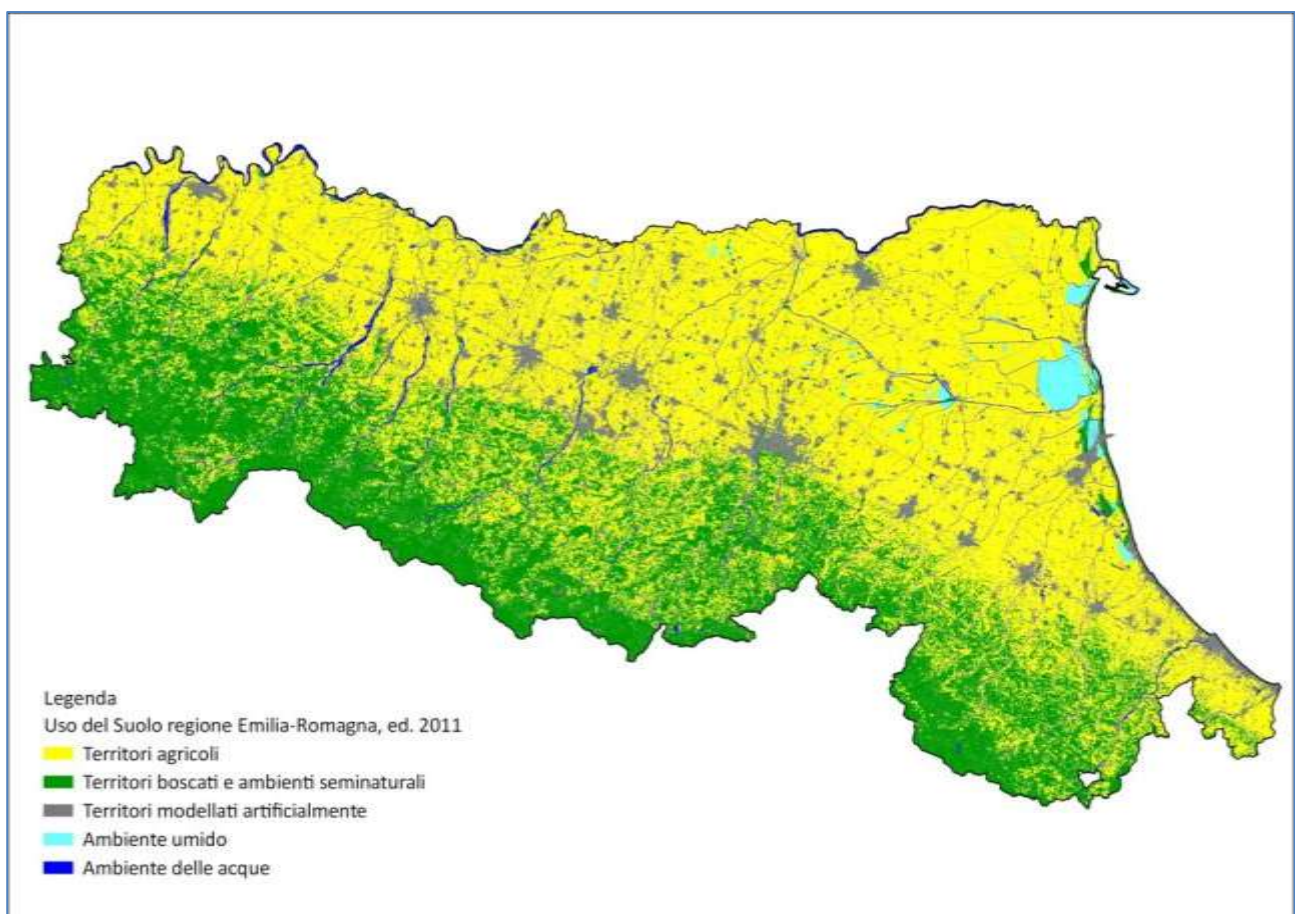 Legenda
Uso del Suolo regione Emilia-Romagna, ed. 2011
Territori agricoli
Territori boscati e ambienti seminaturali
Territori modellati artificialmente
Ambiente umido
Ambiente delle acque